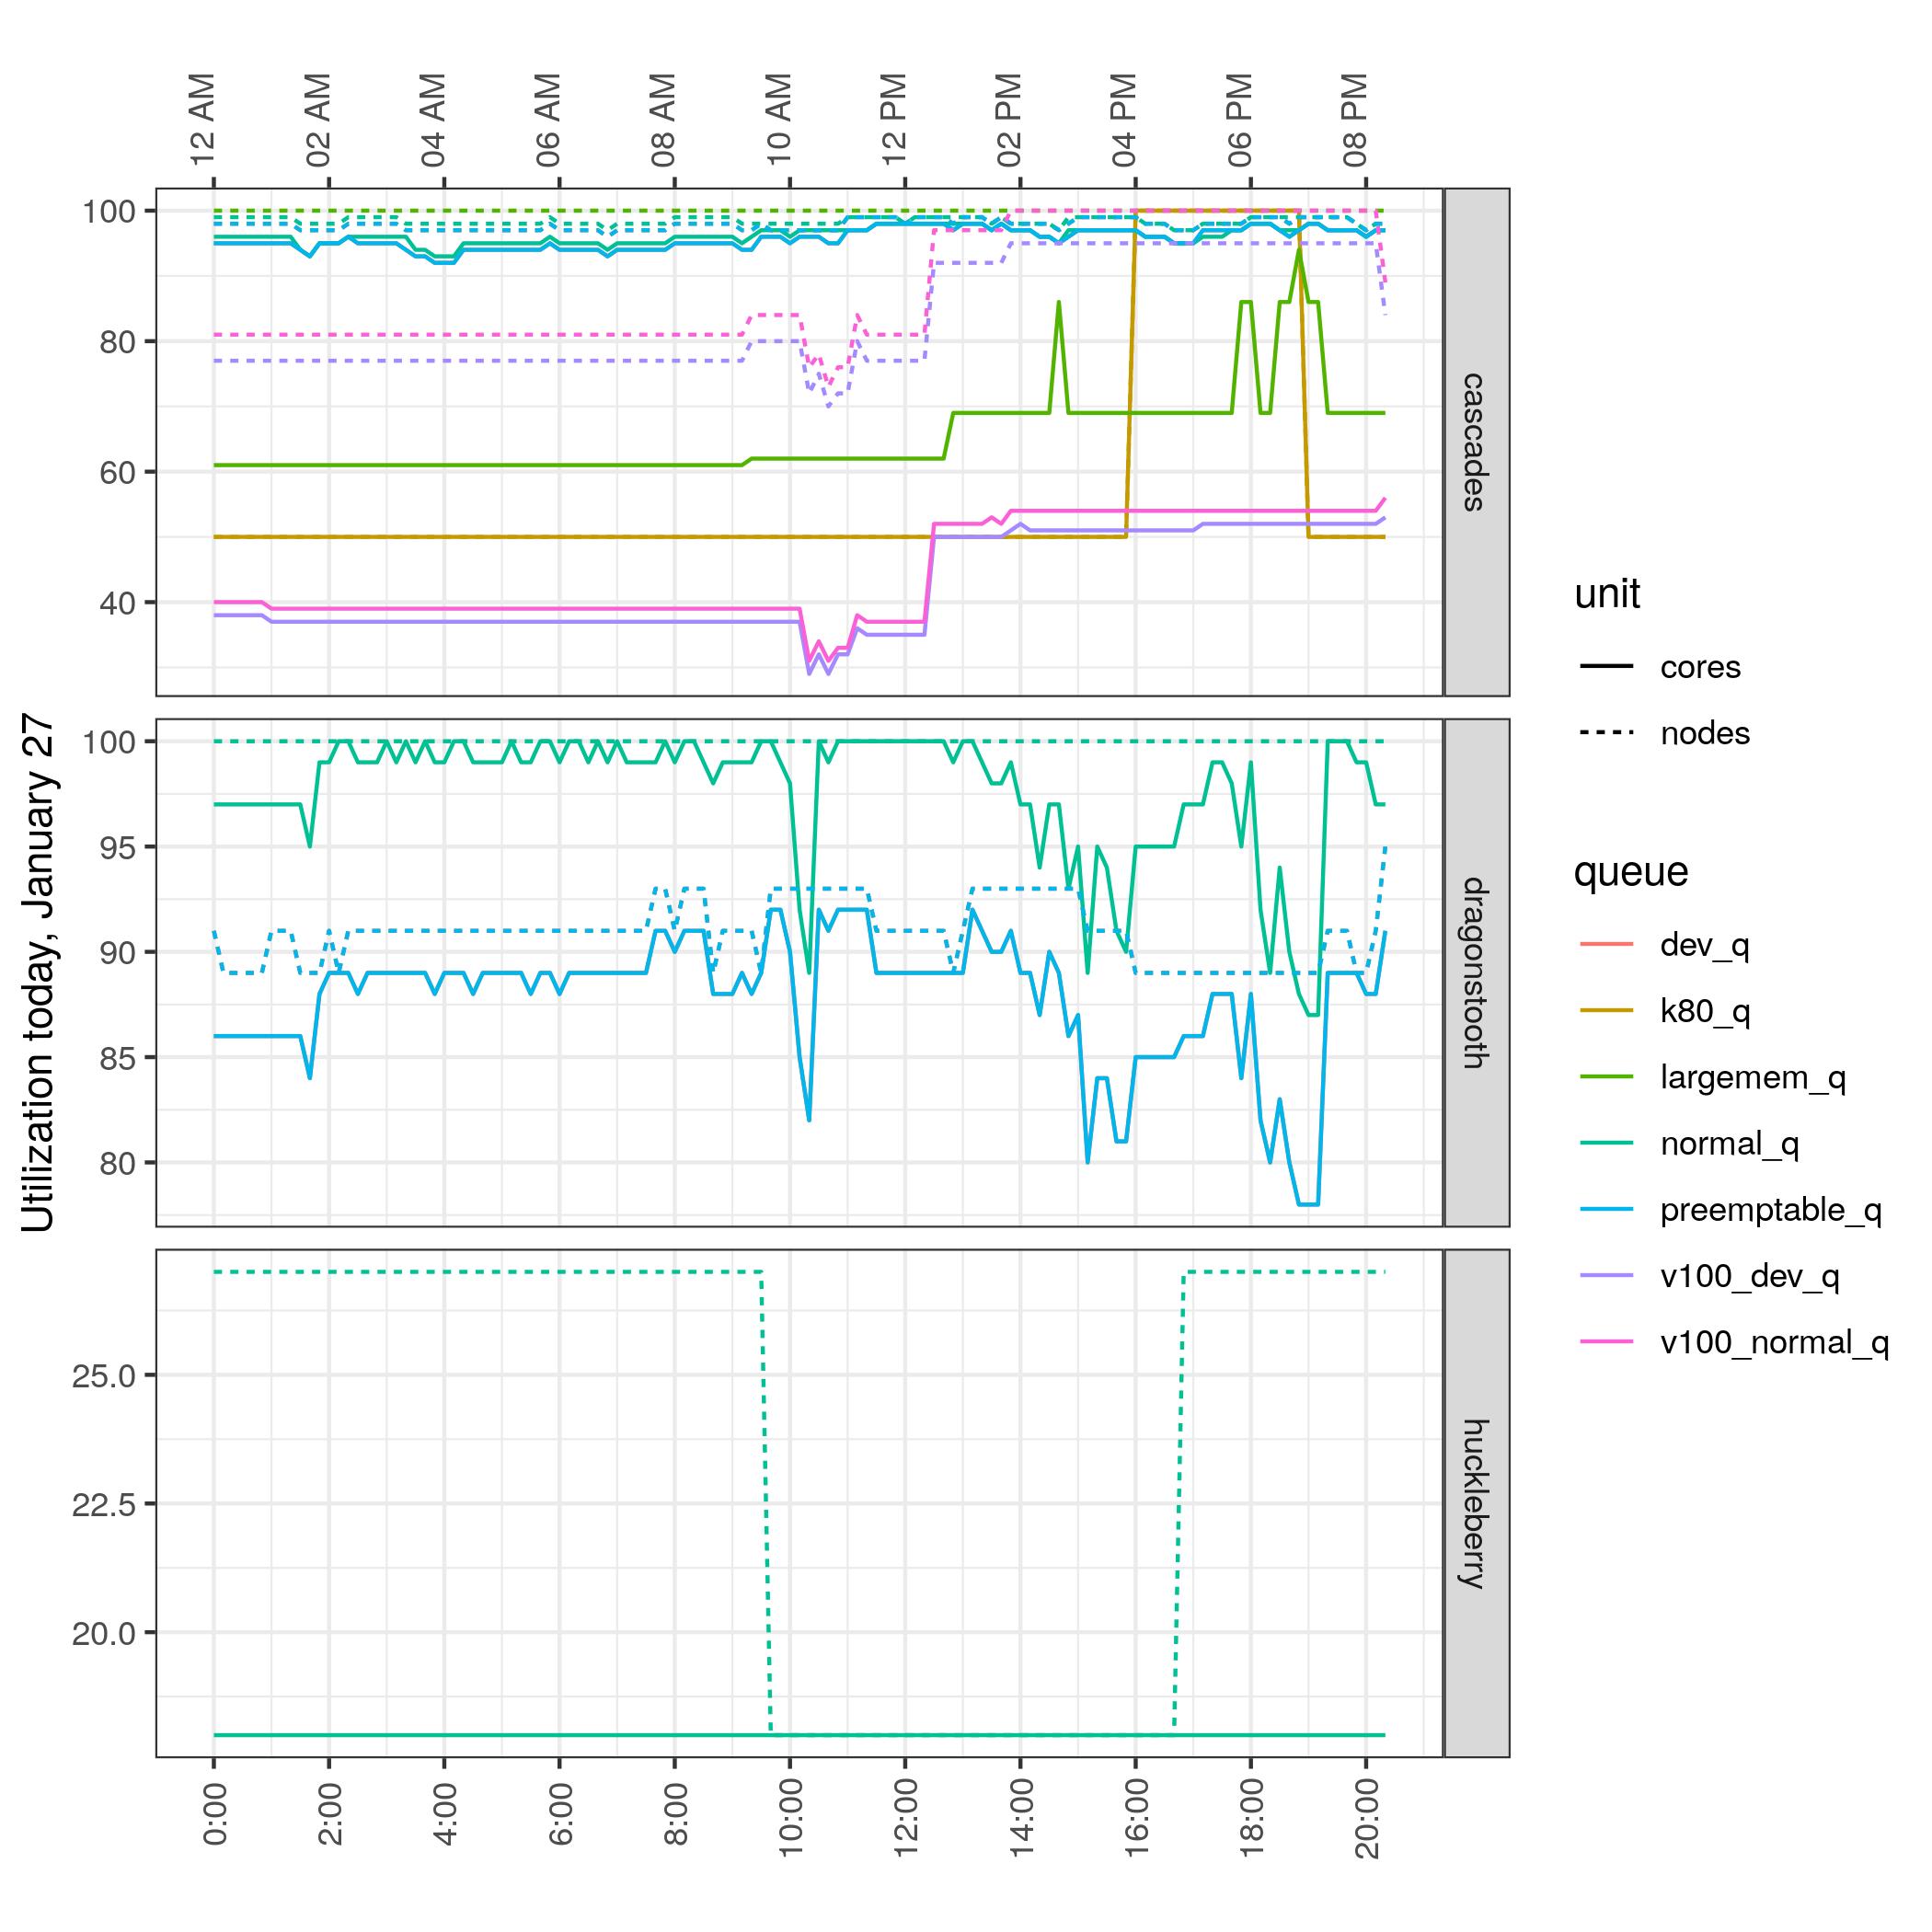 12 AM
02 AM
04 AM
06 AM
08 AM
10 AM
12 PM
02 PM
04 PM
06 PM
08 PM
Utilization today, January 27
100
80
60
40
cascades
100
95
90
85
80
dragonstooth
25.0
22.5
20.0
huckleberry
0:00
2:00
4:00
6:00
8:00
10:00
12:00
14:00
16:00
18:00
20:00
unit
cores
nodes
queue
dev_q
k80_q
largemem_q
normal_q
preemptable_q
v100_dev_q
v100_normal_q